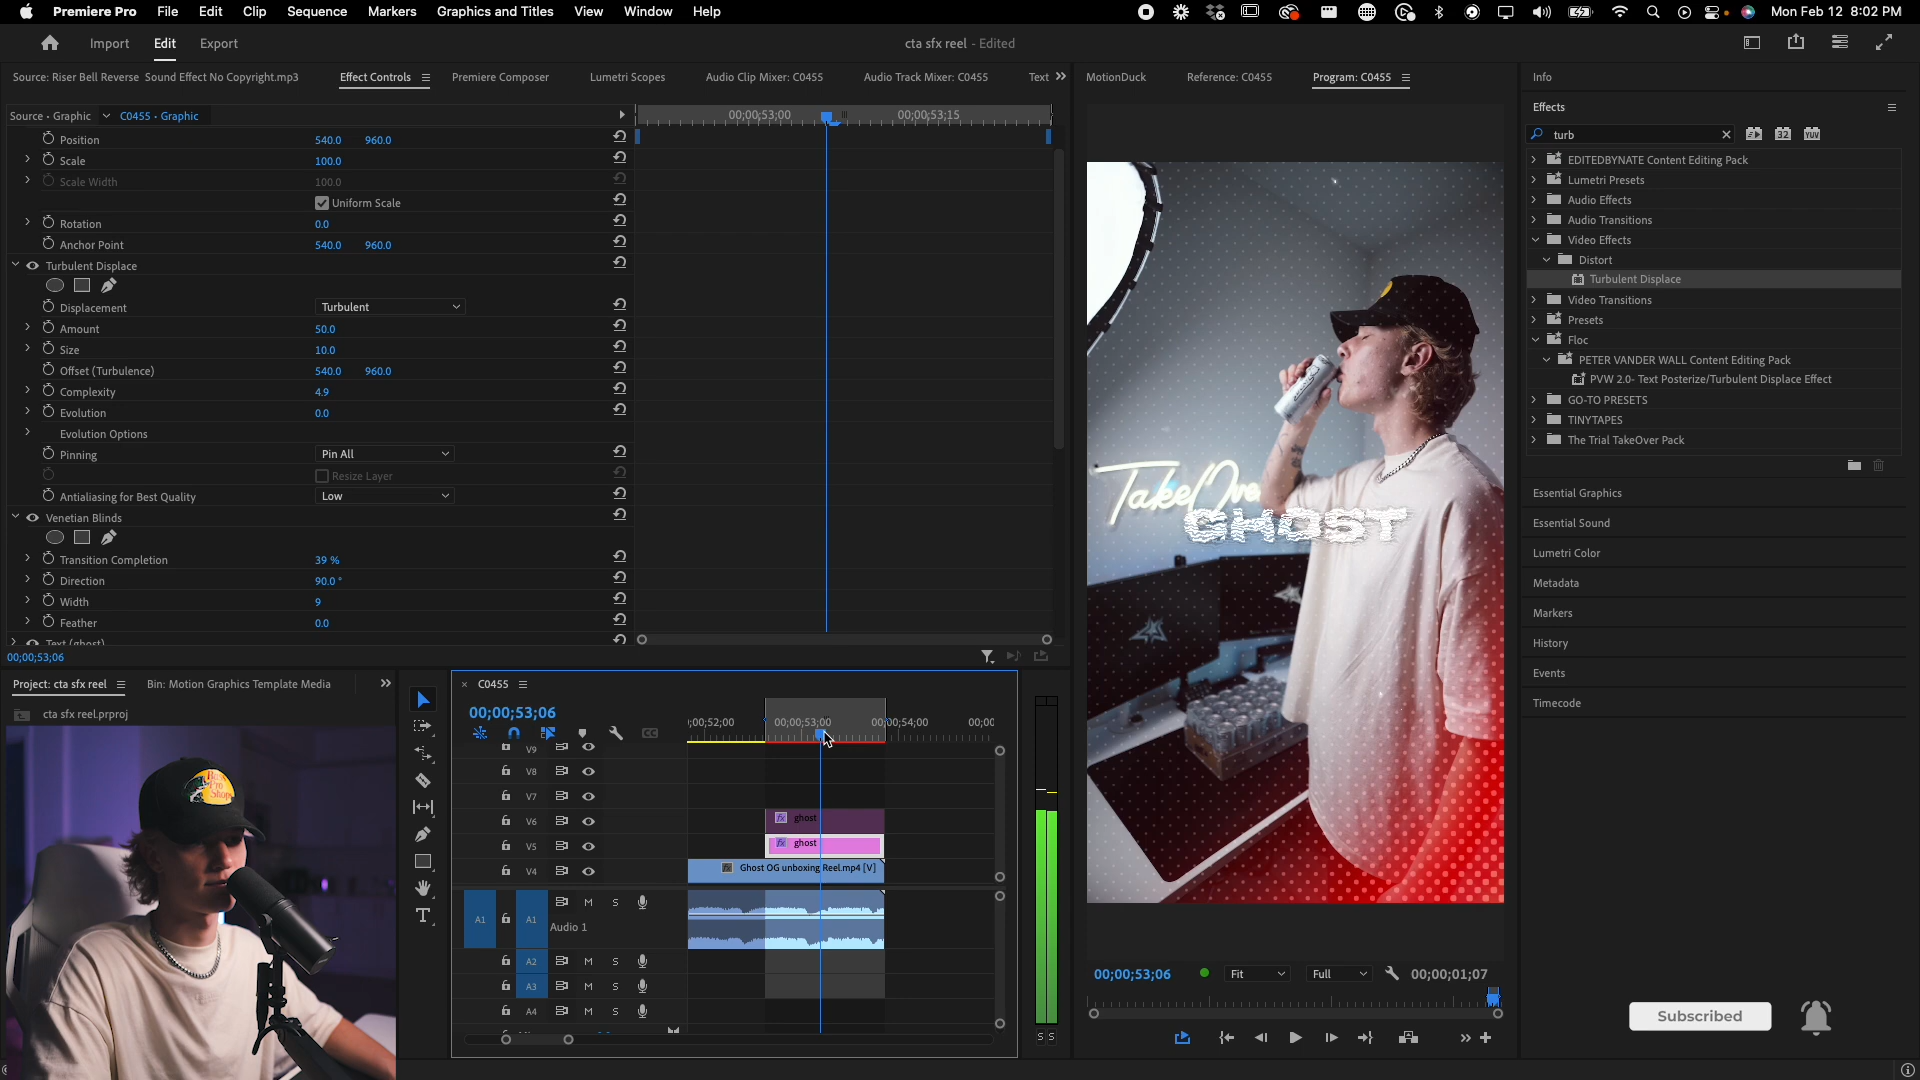 Premiere Pro File Edit Clip Sequence Markers Graphics and Titles View Window Help Mon Feb 12 8:02 PM
Import Edit Export cta sfx reel - Edited
Source: Riser Bell Reverse Sound Effect No Copyright.mp3 Effect Controls Premiere Composer Lumetri Scopes Audio Clip Mixer: C0455 Audio Track Mixer: C0455 Text
Source • Graphic C0455 • Graphic
00;00;53;00 00;00;53;15
Position 540.0 960.0
Scale 100.0
Scale Width 100.0
Uniform Scale
Rotation 0.0
Anchor Point 540.0 960.0
Turbulent Displace
Displacement Turbulent
Amount 50.0
Size 10.0
Offset (Turbulence) 540.0 960.0
Complexity 4.9
Evolution 0.0
Evolution Options
Pinning Pin All
Resize Layer
Antialiasing for Best Quality Low
Venetian Blinds
Transition Completion 39 %
Direction 90.0 °
Width 9
Feather 0.0
Text (ghost)
00;00;53;06
MotionDuck Reference: C0455 Program: C0455
TakeOver
GHOST
00;00;53;06 Fit Full 00;00;01;07
Info
Effects
turb
32 YUV
EDITEDBYNATE Content Editing Pack
Lumetri Presets
Audio Effects
Audio Transitions
Video Effects
Distort
Turbulent Displace
Video Transitions
Presets
Floc
PETER VANDER WALL Content Editing Pack
PVW 2.0- Text Posterize/Turbulent Displace Effect
GO-TO PRESETS
TINYTAPES
The Trial TakeOver Pack
Essential Graphics
Essential Sound
Lumetri Color
Metadata
Markers
History
Events
Timecode
Subscribed
Project: cta sfx reel Bin: Motion Graphics Template Media
cta sfx reel.prproj
Bass Pro Shops
C0455
00;00;53;06
;00;52;00 00;00;53;00 00;00;54;00 00;00
V9
V8
V7
V6 fx ghost
V5 fx ghost
V4 fx Ghost OG unboxing Reel.mp4 [V]
A1 A1 M S
Audio 1
A2 M S
A3 M S
A4 M S
S S